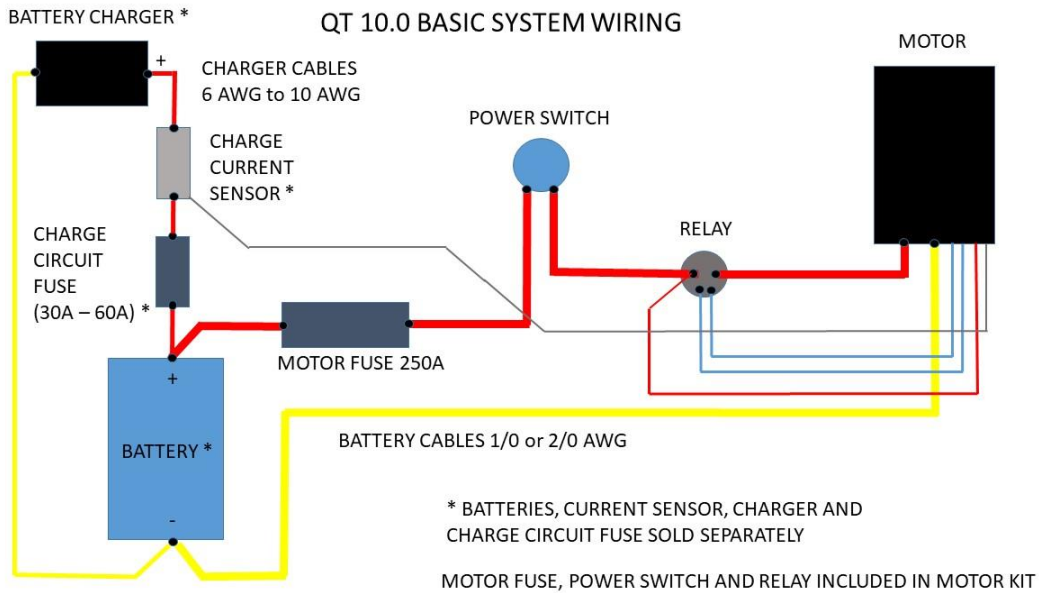 BATTERY CHARGER *
QT 10.0 BASIC SYSTEM WIRING
MOTOR
+
CHARGER CABLES
6 AWG to 10 AWG
POWER SWITCH
CHARGE
CURRENT
SENSOR *
RELAY
CHARGE
CIRCUIT
FUSE
(30A – 60A) *
MOTOR FUSE 250A
+
BATTERY *
-
BATTERY CABLES 1/0 or 2/0 AWG
* BATTERIES, CURRENT SENSOR, CHARGER AND
CHARGE CIRCUIT FUSE SOLD SEPARATELY
MOTOR FUSE, POWER SWITCH AND RELAY INCLUDED IN MOTOR KIT